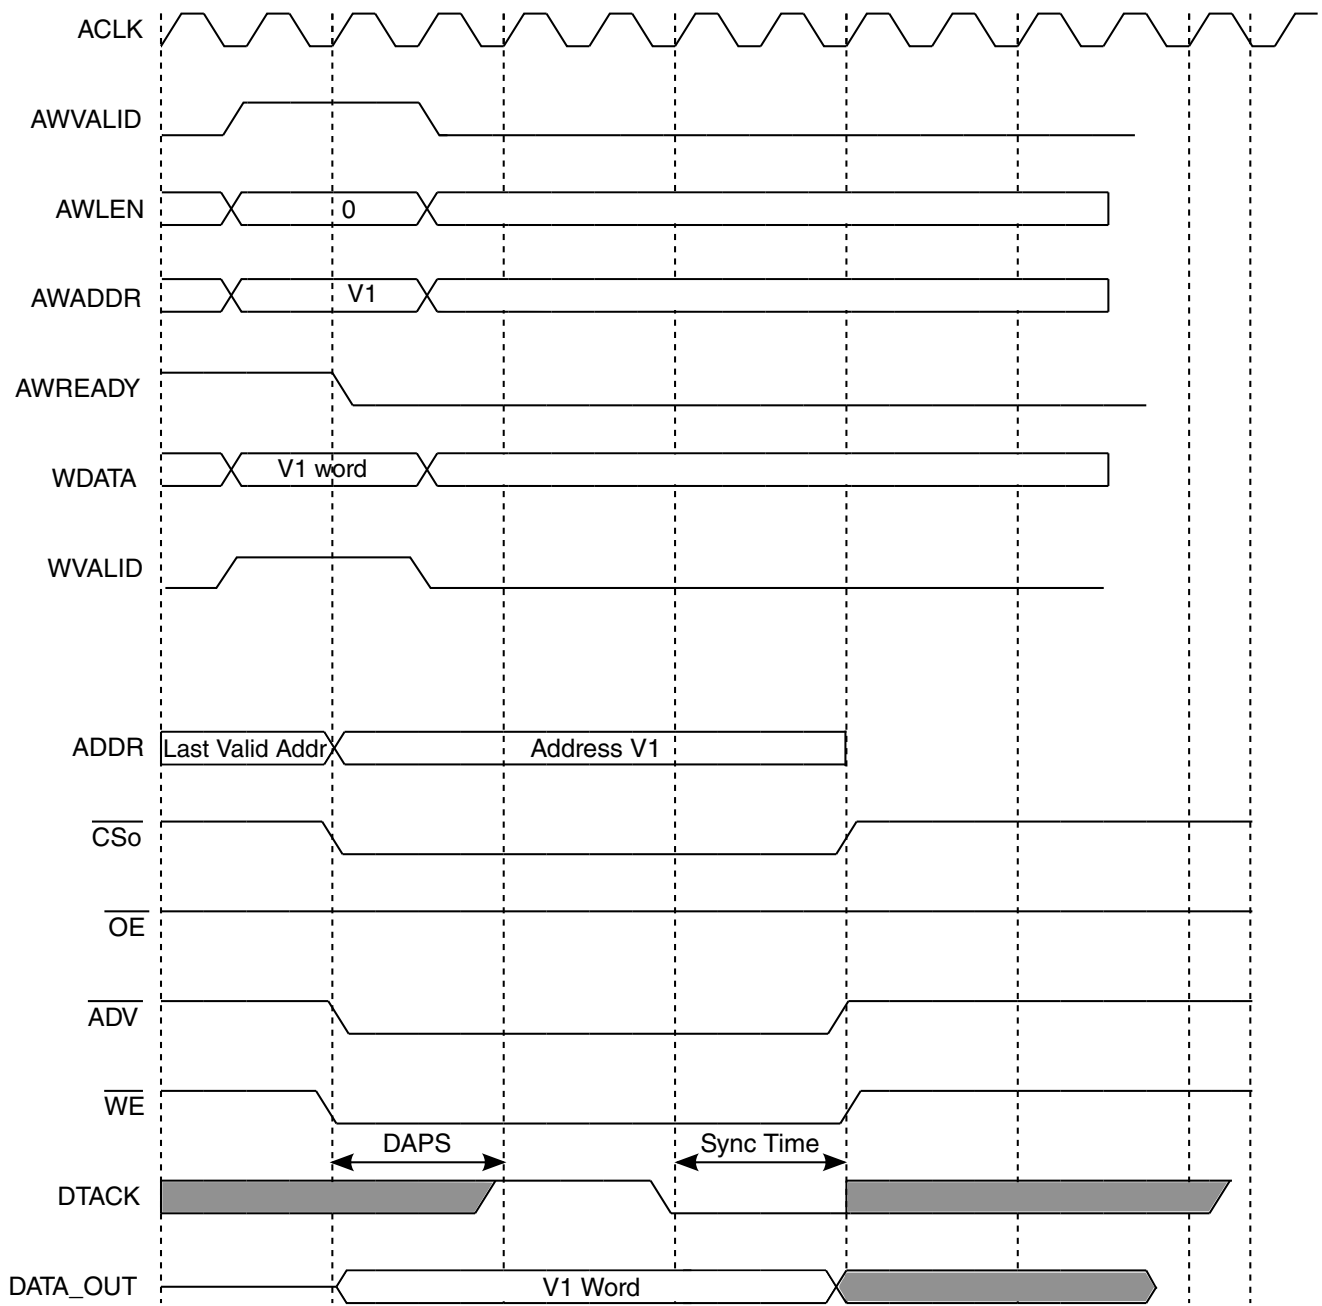 ACLK
AWVALID
AWLEN 0
AWADDR V1
AWREADY
WDATA V1 word
WVALID
ADDR Last Valid Addr Address V1
CSo
OE
ADV
WE
DAPS Sync Time
DTACK
DATA_OUT V1 Word